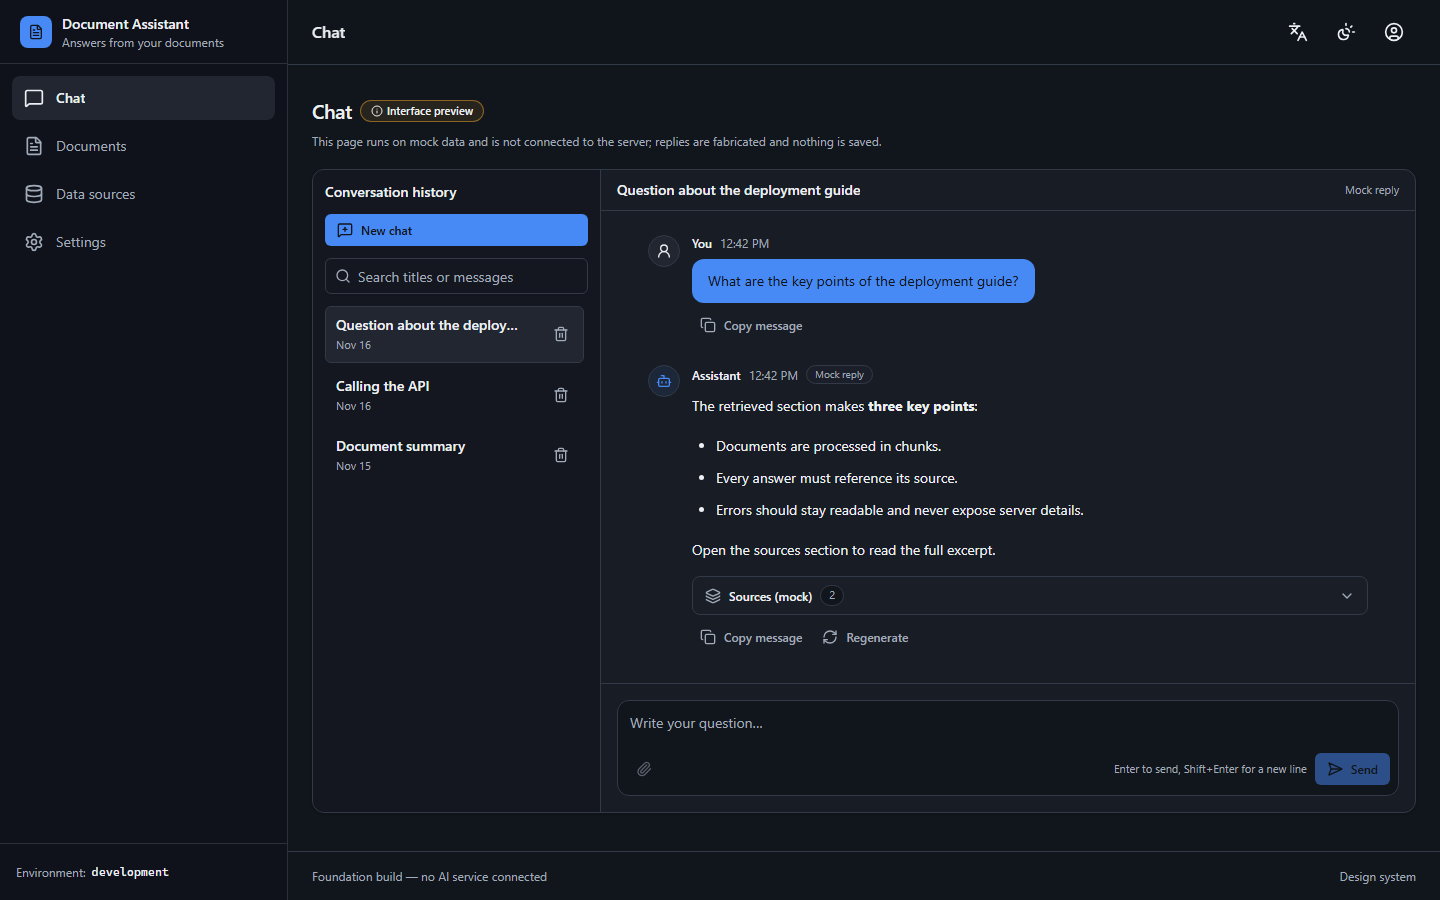 Document Assistant
Answers from your documents
Chat
Documents
Data sources
Settings
Environment: development
Chat
Chat
Interface preview
This page runs on mock data and is not connected to the server; replies are fabricated and nothing is saved.
Conversation history
New chat
Search titles or messages
Question about the deploy...
Nov 16
Calling the API
Nov 16
Document summary
Nov 15
Question about the deployment guide
Mock reply
You 12:42 PM
What are the key points of the deployment guide?
Copy message
Assistant 12:42 PM Mock reply
The retrieved section makes three key points:
• Documents are processed in chunks.
• Every answer must reference its source.
• Errors should stay readable and never expose server details.
Open the sources section to read the full excerpt.
Sources (mock) 2
Copy message Regenerate
Write your question...
Enter to send, Shift+Enter for a new line
Send
Foundation build — no AI service connected
Design system